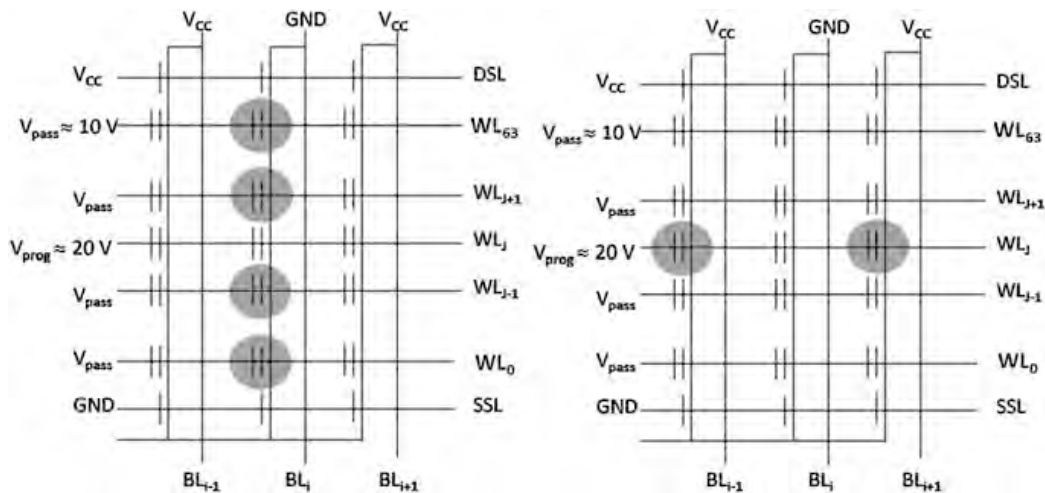 V_CC GND V_CC
V_CC DSL
V_pass ≈ 10 V WL_63
V_pass WL_J+1
V_prog ≈ 20 V WL_J
V_pass WL_J-1
V_pass WL_0
GND SSL
BL_i-1 BL_i BL_i+1
V_CC GND V_CC
V_CC DSL
V_pass ≈ 10 V WL_63
V_pass WL_J+1
V_prog ≈ 20 V WL_J
V_pass WL_J-1
V_pass WL_0
GND SSL
BL_i-1 BL_i BL_i+1